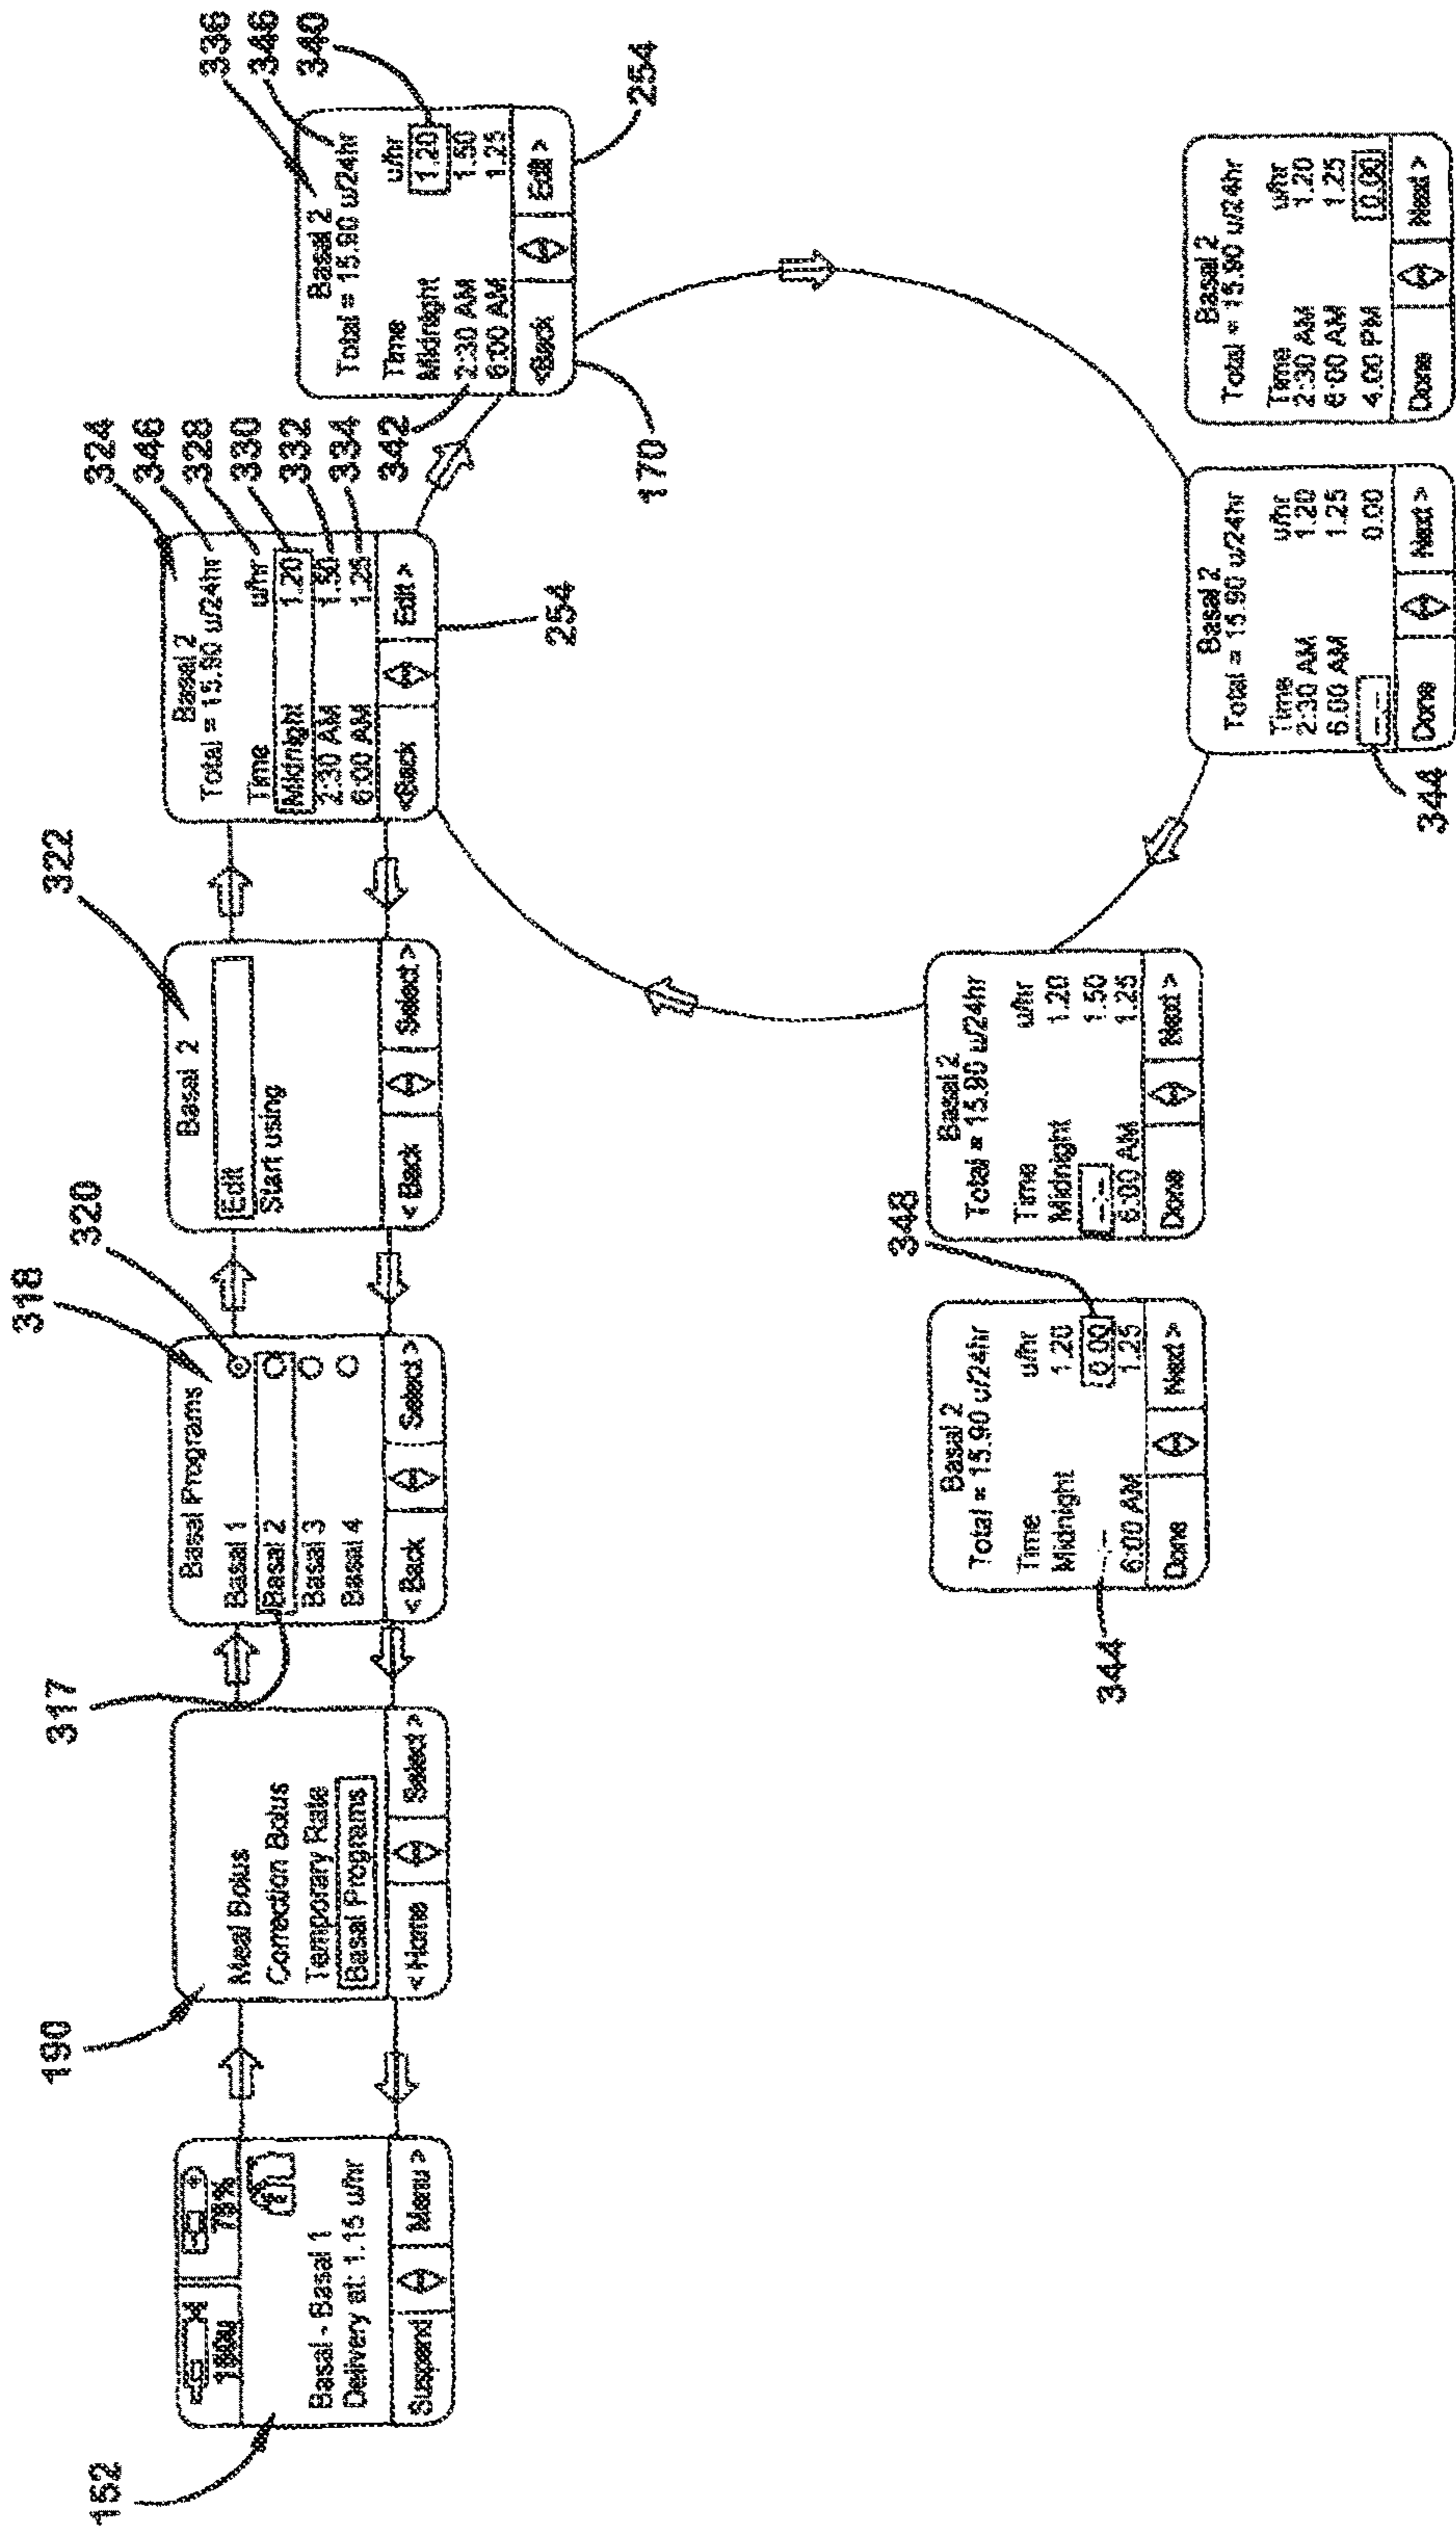 152
Basal - Basal 1
Delivery at: 1.15 u/hr
Suspend
Menu >
190
Meal Bolus
Correction Bolus
Temporary Rate
Basal Programs
< Home
Select >
317
318
320
Basal Programs
Basal 1
Basal 2
Basal 3
Basal 4
< Back
Select >
322
Basal 2
Edit
Start using
< Back
Select >
324
346
328
330
332
334
Basal 2
Total = 15.90 u/24hr
Time u/hr
Midnight 1.20
2:30 AM 1.50
6:00 AM 1.25
<Back
Edit >
254
336
346
340
342
Basal 2
Total = 15.90 u/24hr
Time u/hr
Midnight 1.20
2:30 AM 1.50
6:00 AM 1.25
<Back
Edit >
170
254
348
344
Basal 2
Total = 15.90 u/24hr
Time u/hr
Midnight 1.20
--:-- 0.00
6:00 AM 1.25
Done
Next >
Basal 2
Total = 15.90 u/24hr
Time u/hr
Midnight 1.20
--:-- 1.50
6:00 AM 1.25
Done
Next >
344
Basal 2
Total = 15.90 u/24hr
Time u/hr
2:30 AM 1.20
6.00 AM 1.25
--:-- 0.00
Done
Next >
Basal 2
Total = 15.90 u/24hr
Time u/hr
2:30 AM 1.20
6:00 AM 1.25
4.00 PM 0.00
Done
Next >